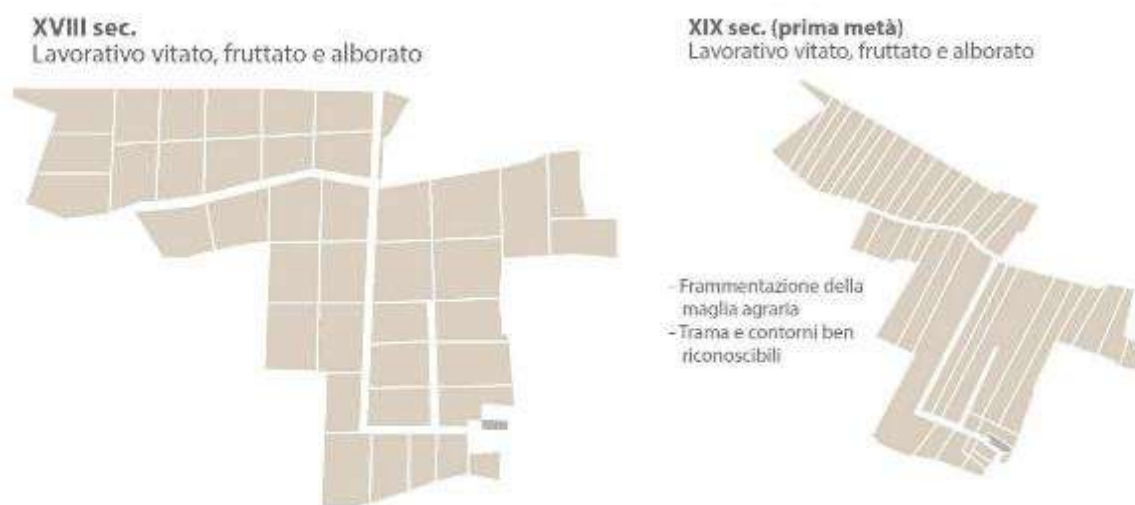 XVIII sec.
Lavorativo vitato, fruttato e alborato
XIX sec. (prima metà)
Lavorativo vitato, fruttato e alborato
- Frammentazione della
maglia agraria
- Trama e contorni ben
riconoscibili